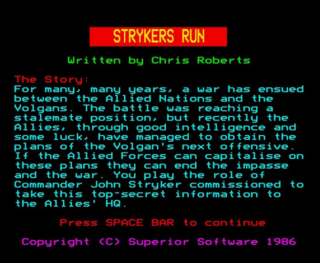 STRYKERS RUN
Written by Chris Roberts
The Story:
For many, many years, a war has ensued
between the Allied Nations and the
Volgans. The battle was reaching a
stalemate position, but recently the
Allies, through good intelligence and
some luck, have managed to obtain the
plans of the Volgan's next offensive.
If the Allied Forces can capitalise on
these plans they can end the impasse
and the war. You play the role of
Commander John Stryker commissioned to
take this top-secret information to
the Allies' HQ.
Press SPACE BAR to continue
Copyright (C) Superior Software 1986